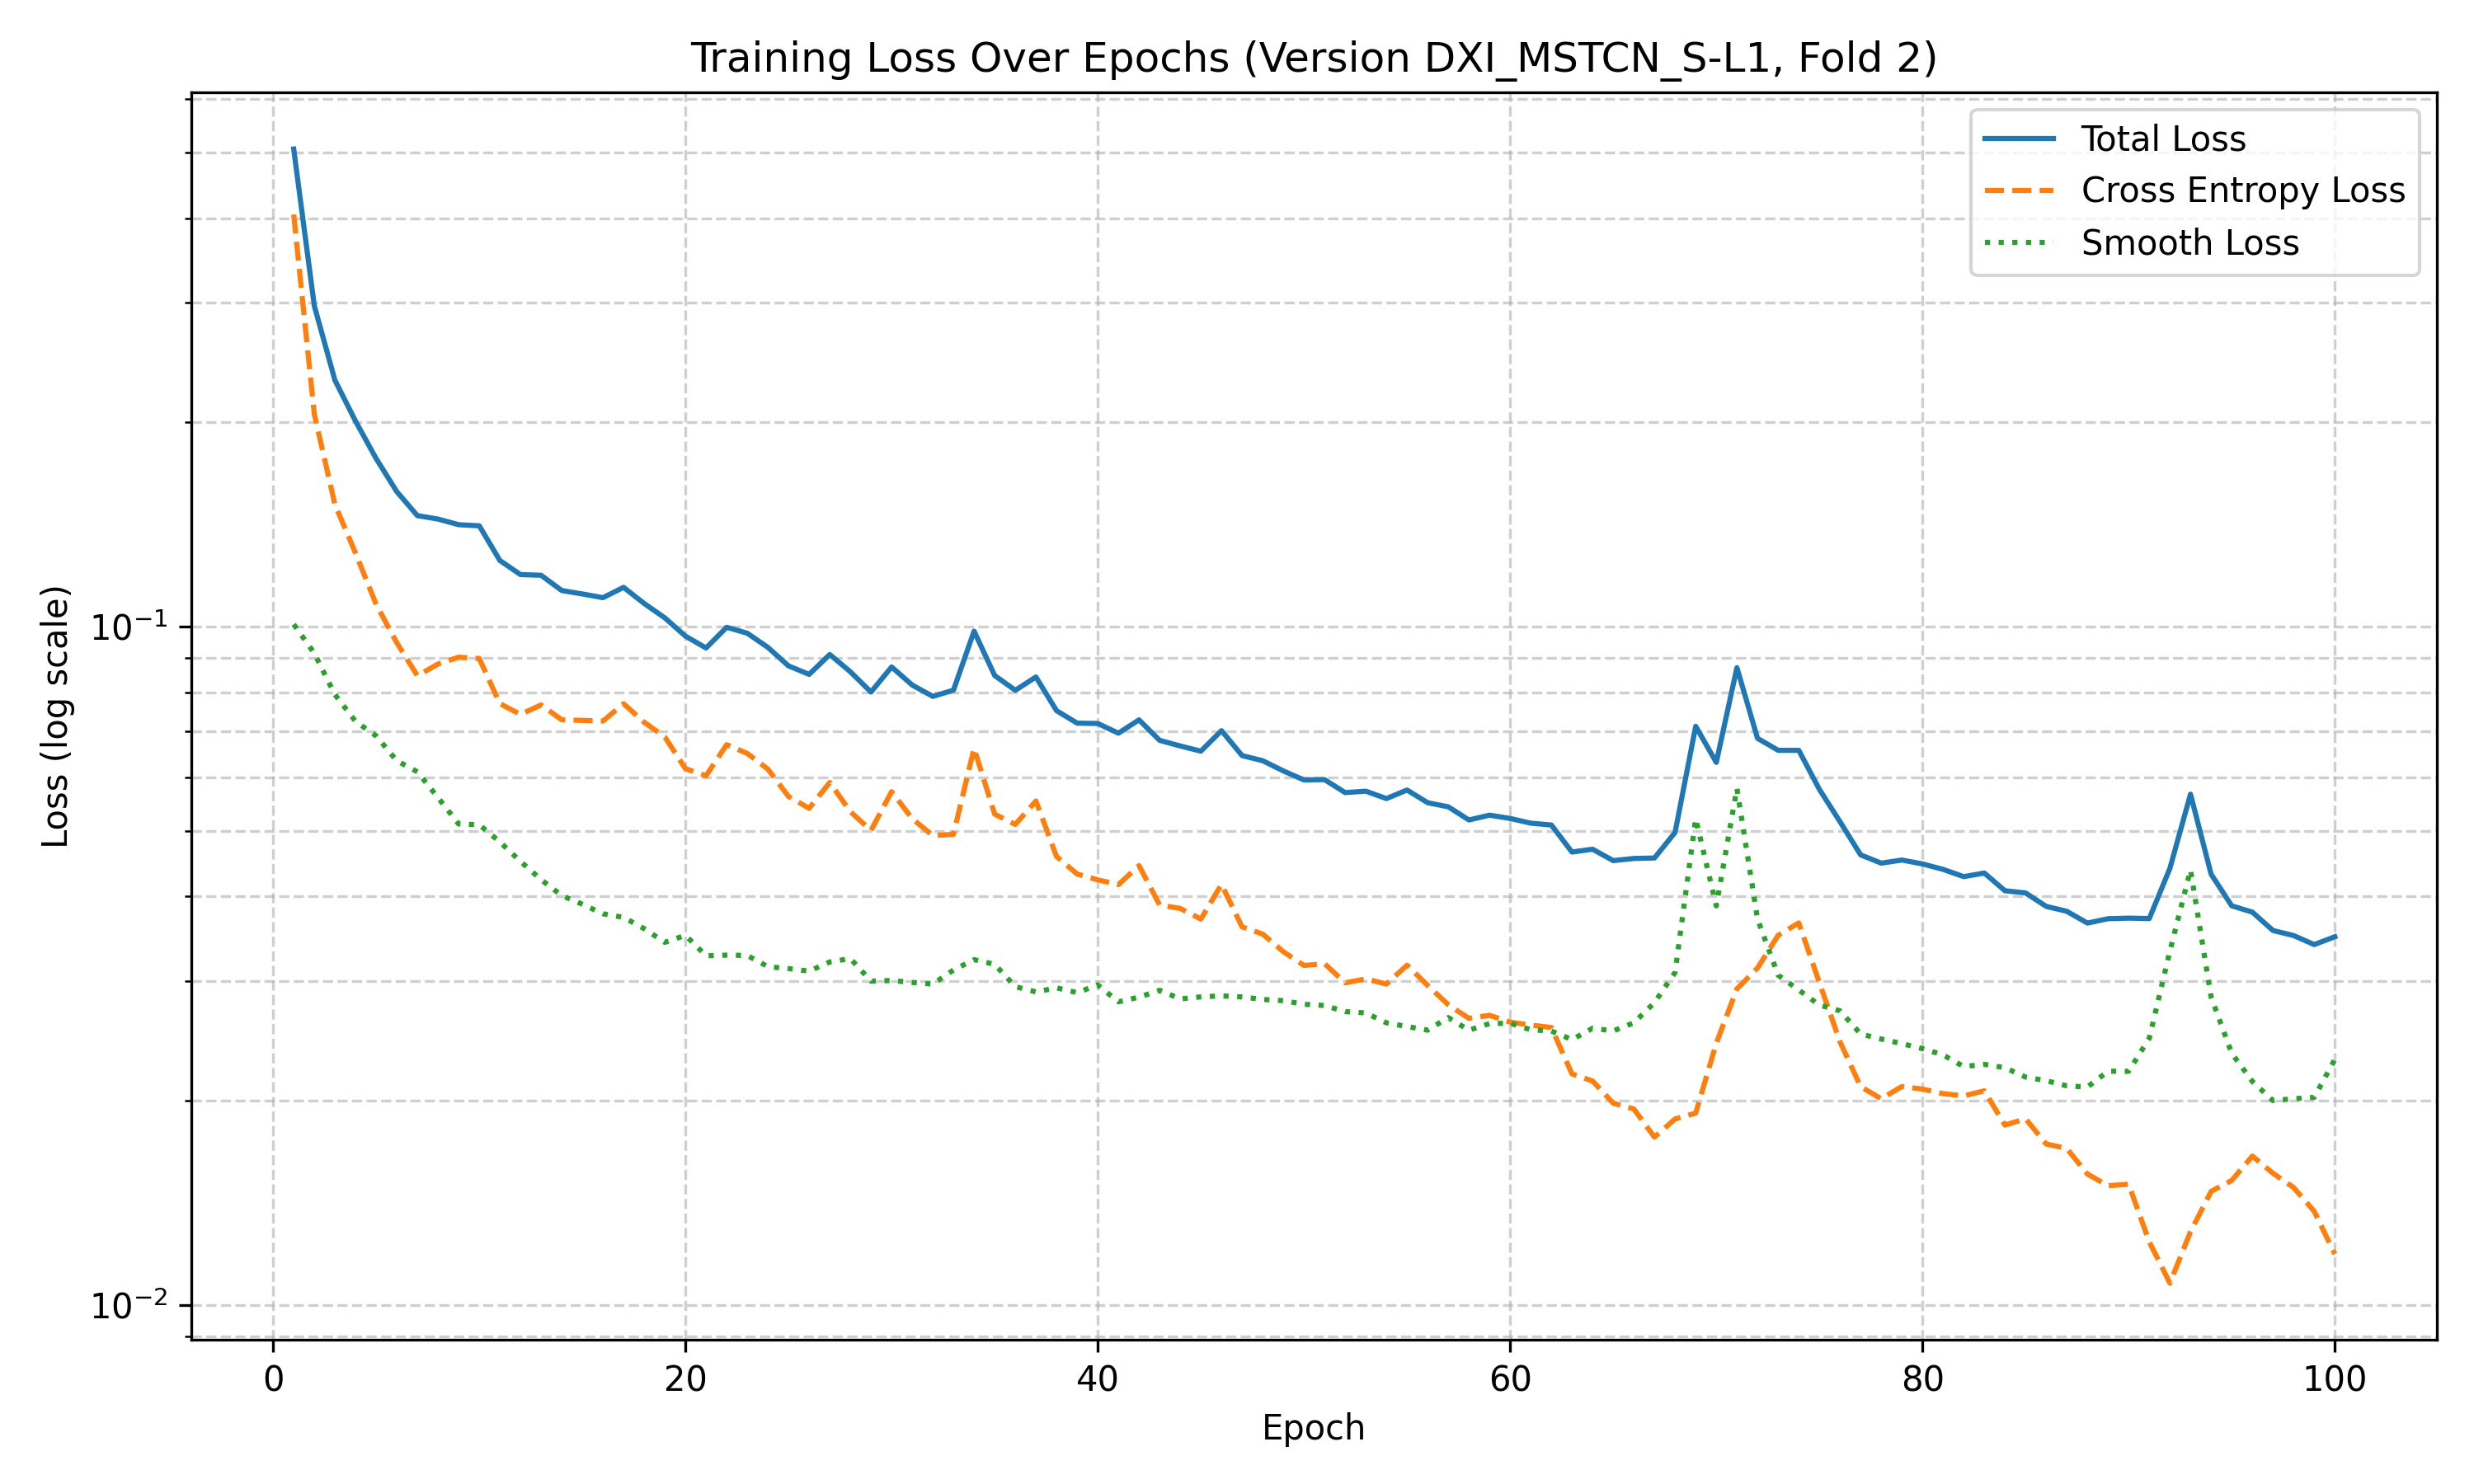 Training Loss Over Epochs (Version DXI_MSTCN_S-L1, Fold 2)
Total Loss
Cross Entropy Loss
Smooth Loss
Loss (log scale)
10⁻¹
10⁻²
0 20 40 60 80 100
Epoch